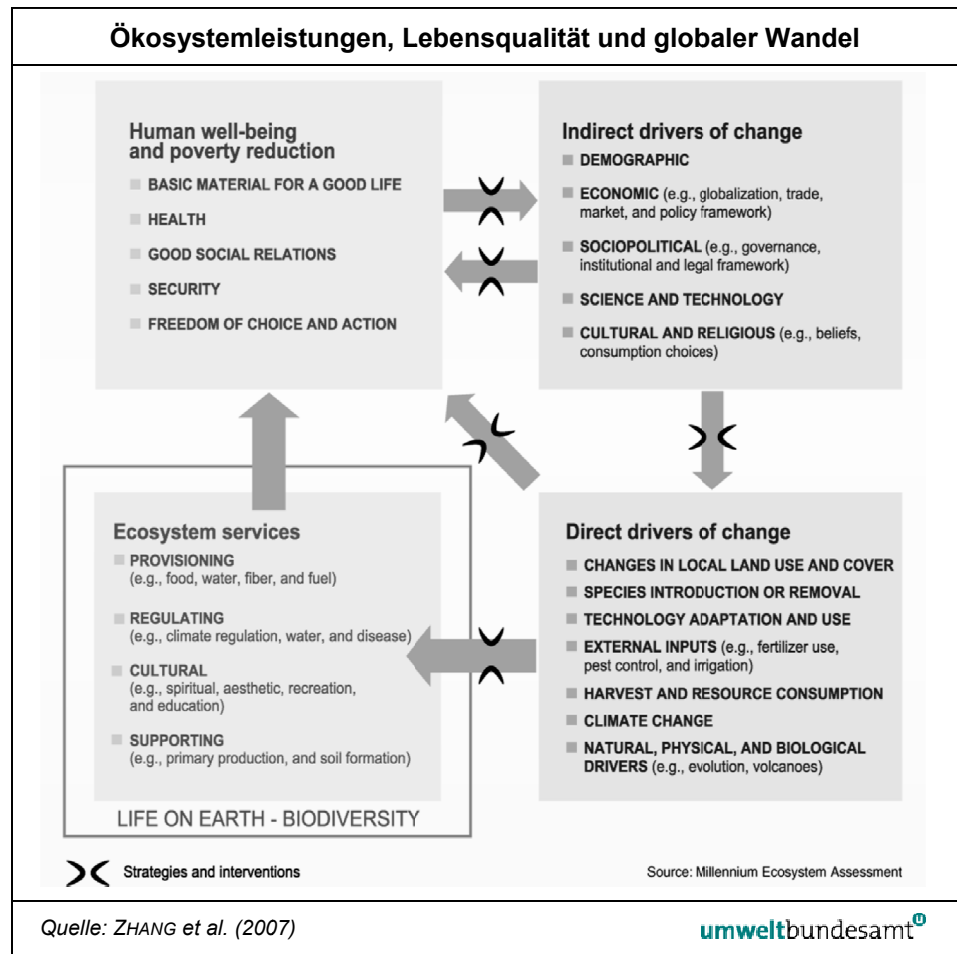 Ökosystemleistungen, Lebensqualität und globaler Wandel
Human well-being
and poverty reduction
BASIC MATERIAL FOR A GOOD LIFE
HEALTH
GOOD SOCIAL RELATIONS
SECURITY
FREEDOM OF CHOICE AND ACTION
Indirect drivers of change
DEMOGRAPHIC
ECONOMIC (e.g., globalization, trade,
market, and policy framework)
SOCIOPOLITICAL (e.g., governance,
institutional and legal framework)
SCIENCE AND TECHNOLOGY
CULTURAL AND RELIGIOUS (e.g., beliefs,
consumption choices)
Ecosystem services
PROVISIONING
(e.g., food, water, fiber, and fuel)
REGULATING
(e.g., climate regulation, water, and disease)
CULTURAL
(e.g., spiritual, aesthetic, recreation,
and education)
SUPPORTING
(e.g., primary production, and soil formation)
LIFE ON EARTH - BIODIVERSITY
Direct drivers of change
CHANGES IN LOCAL LAND USE AND COVER
SPECIES INTRODUCTION OR REMOVAL
TECHNOLOGY ADAPTATION AND USE
EXTERNAL INPUTS (e.g., fertilizer use,
pest control, and irrigation)
HARVEST AND RESOURCE CONSUMPTION
CLIMATE CHANGE
NATURAL, PHYSICAL, AND BIOLOGICAL
DRIVERS (e.g., evolution, volcanoes)
Strategies and interventions
Source: Millennium Ecosystem Assessment
Quelle: ZHANG et al. (2007)
umweltbundesamt u